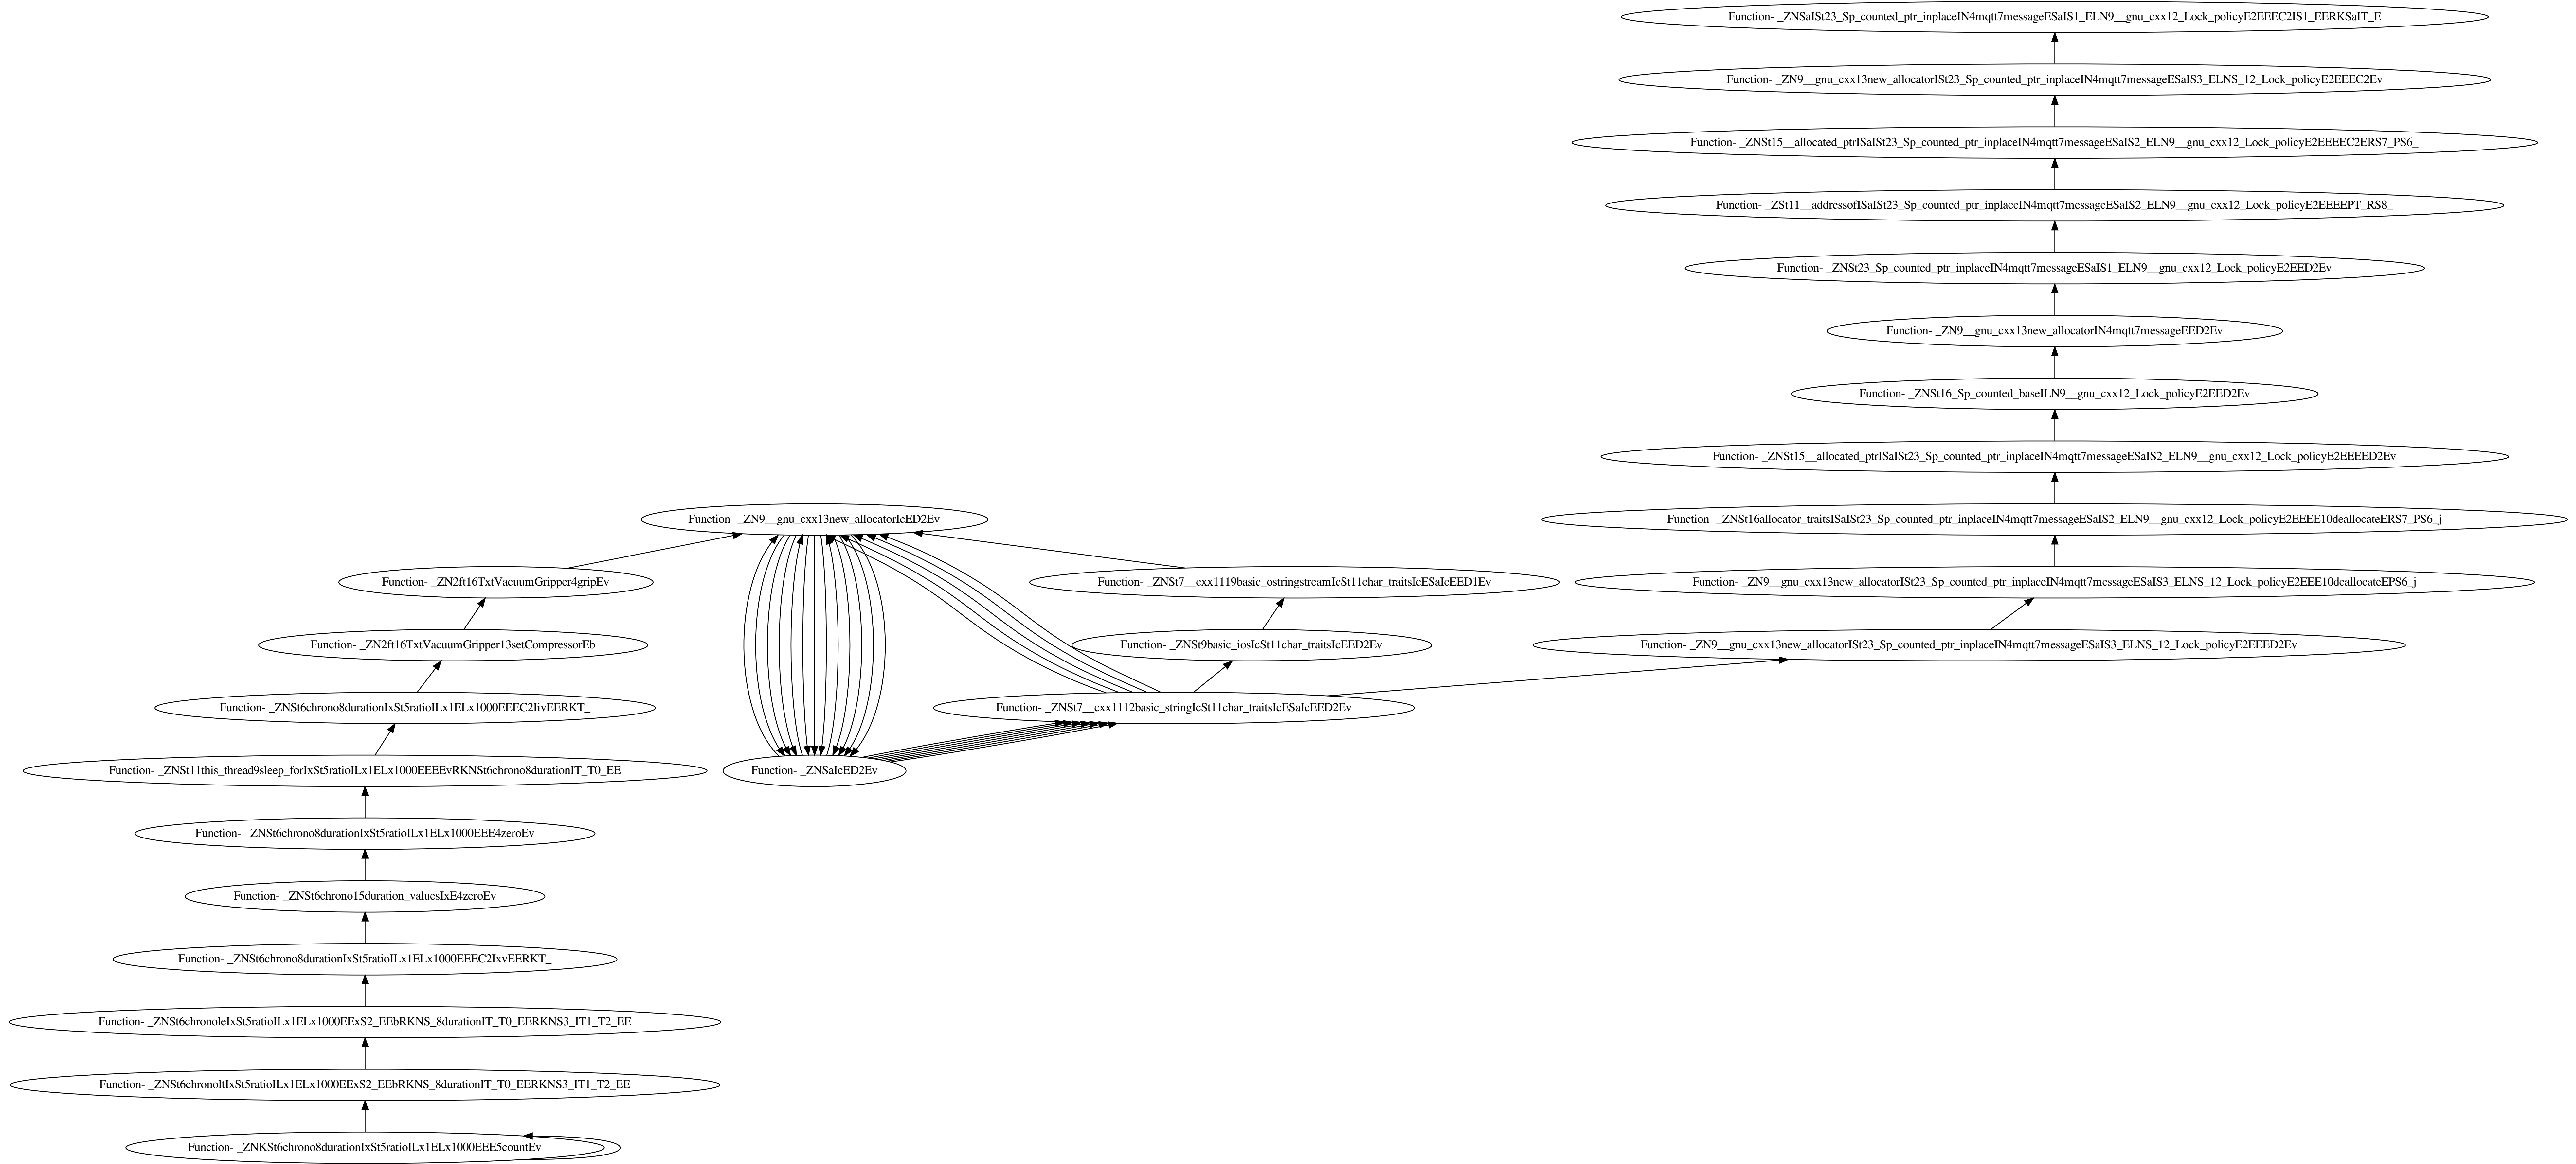 Function- _ZNSaISt23_Sp_counted_ptr_inplaceIN4mqtt7messageESaIS1_ELN9__gnu_cxx12_Lock_policyE2EEEC2IS1_EERKSaIT_E
Function- _ZN9__gnu_cxx13new_allocatorISt23_Sp_counted_ptr_inplaceIN4mqtt7messageESaIS3_ELNS_12_Lock_policyE2EEEC2Ev
Function- _ZNSt15__allocated_ptrISaISt23_Sp_counted_ptr_inplaceIN4mqtt7messageESaIS2_ELN9__gnu_cxx12_Lock_policyE2EEEEC2ERS7_PS6_
Function- _ZSt11__addressofISaISt23_Sp_counted_ptr_inplaceIN4mqtt7messageESaIS2_ELN9__gnu_cxx12_Lock_policyE2EEEEPT_RS8_
Function- _ZNSt23_Sp_counted_ptr_inplaceIN4mqtt7messageESaIS1_ELN9__gnu_cxx12_Lock_policyE2EED2Ev
Function- _ZN9__gnu_cxx13new_allocatorIN4mqtt7messageEED2Ev
Function- _ZNSt16_Sp_counted_baseILN9__gnu_cxx12_Lock_policyE2EED2Ev
Function- _ZNSt15__allocated_ptrISaISt23_Sp_counted_ptr_inplaceIN4mqtt7messageESaIS2_ELN9__gnu_cxx12_Lock_policyE2EEEED2Ev
Function- _ZN9__gnu_cxx13new_allocatorIcED2Ev
Function- _ZNSt16allocator_traitsISaISt23_Sp_counted_ptr_inplaceIN4mqtt7messageESaIS2_ELN9__gnu_cxx12_Lock_policyE2EEEE10deallocateERS7_PS6_j
Function- _ZN2ft16TxtVacuumGripper4gripEv
Function- _ZNSt7__cxx1119basic_ostringstreamIcSt11char_traitsIcESaIcEED1Ev
Function- _ZN9__gnu_cxx13new_allocatorISt23_Sp_counted_ptr_inplaceIN4mqtt7messageESaIS3_ELNS_12_Lock_policyE2EEE10deallocateEPS6_j
Function- _ZN2ft16TxtVacuumGripper13setCompressorEb
Function- _ZNSt9basic_iosIcSt11char_traitsIcEED2Ev
Function- _ZN9__gnu_cxx13new_allocatorISt23_Sp_counted_ptr_inplaceIN4mqtt7messageESaIS3_ELNS_12_Lock_policyE2EEED2Ev
Function- _ZNSt6chrono8durationIxSt5ratioILx1ELx1000EEEC2IivEERKT_
Function- _ZNSt7__cxx1112basic_stringIcSt11char_traitsIcESaIcEED2Ev
Function- _ZNSt11this_thread9sleep_forIxSt5ratioILx1ELx1000EEEEvRKNSt6chrono8durationIT_T0_EE
Function- _ZNSaIcED2Ev
Function- _ZNSt6chrono8durationIxSt5ratioILx1ELx1000EEE4zeroEv
Function- _ZNSt6chrono15duration_valuesIxE4zeroEv
Function- _ZNSt6chrono8durationIxSt5ratioILx1ELx1000EEEC2IxvEERKT_
Function- _ZNSt6chronoleIxSt5ratioILx1ELx1000EExS2_EEbRKNS_8durationIT_T0_EERKNS3_IT1_T2_EE
Function- _ZNSt6chronoltIxSt5ratioILx1ELx1000EExS2_EEbRKNS_8durationIT_T0_EERKNS3_IT1_T2_EE
Function- _ZNKSt6chrono8durationIxSt5ratioILx1ELx1000EEE5countEv